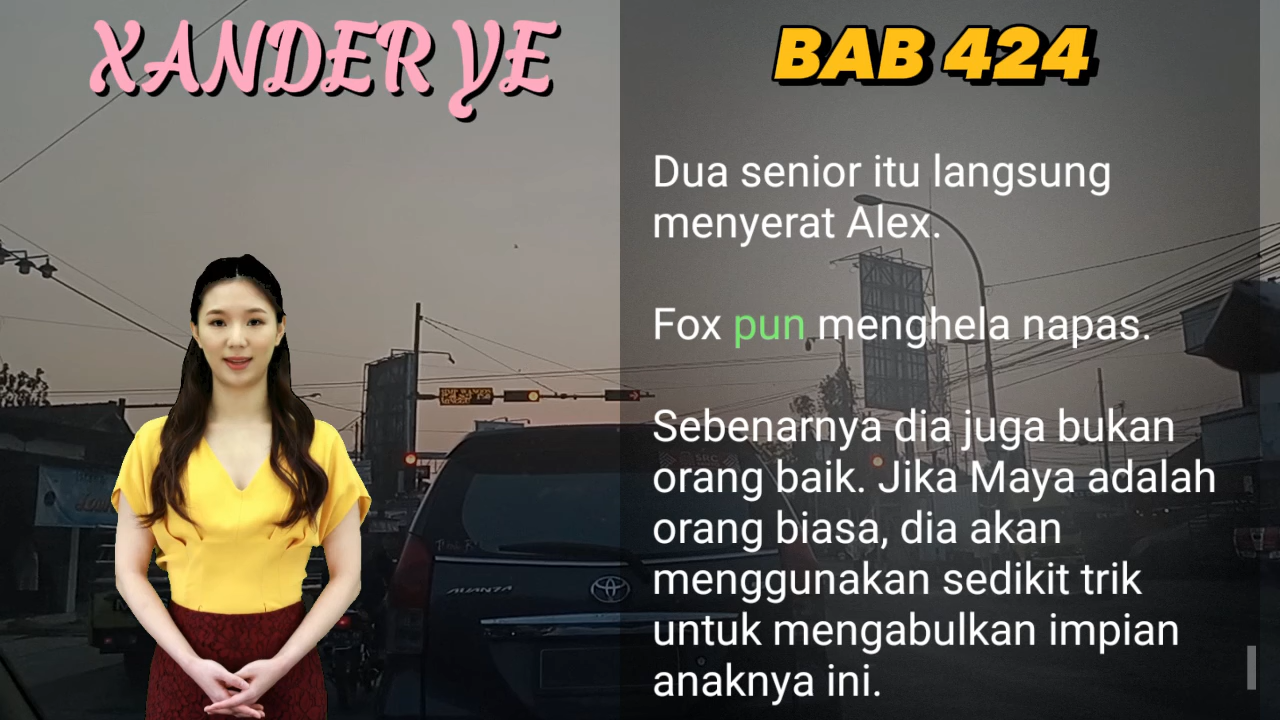 XANDER YE
BAB 424
Dua senior itu langsung
menyerat Alex.
Fox pun menghela napas.
Sebenarnya dia juga bukan
orang baik. Jika Maya adalah
orang biasa, dia akan
menggunakan sedikit trik
untuk mengabulkan impian
anaknya ini.
AVANZA